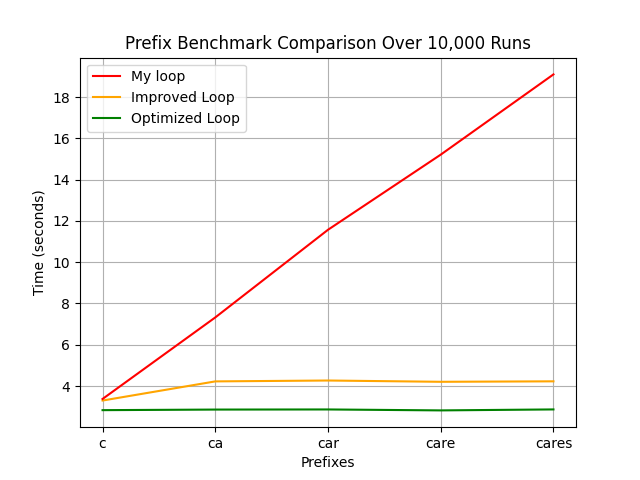 Prefix Benchmark Comparison Over 10,000 Runs
My loop
Improved Loop
Optimized Loop
Time (seconds)
18
16
14
12
10
8
6
4
c ca car care cares
Prefixes